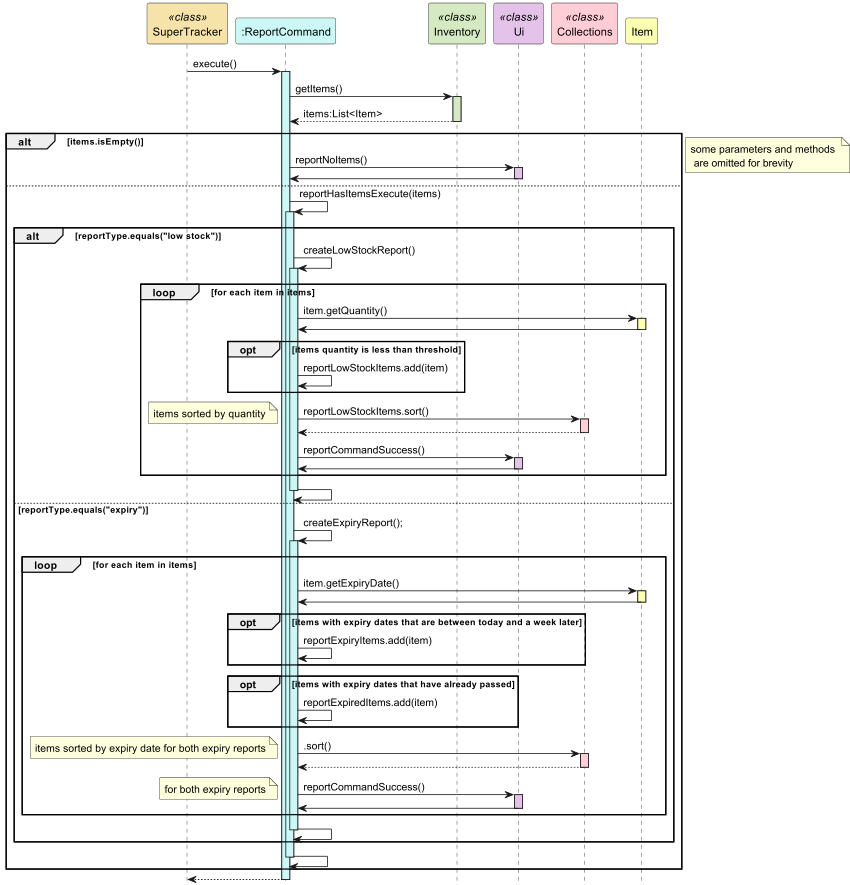 «class»
SuperTracker
:ReportCommand
«class»
Inventory
«class»
Ui
«class»
Collections
Item
execute()
getItems()
items:List<Item>
alt
[items.isEmpty()]
some parameters and methods
are omitted for brevity
reportNoItems()
reportHasItemsExecute(items)
alt
[reportType.equals("low stock")]
createLowStockReport()
loop
[for each item in items]
item.getQuantity()
opt
[items quantity is less than threshold]
reportLowStockItems.add(item)
items sorted by quantity
reportLowStockItems.sort()
reportCommandSuccess()
[reportType.equals("expiry")]
createExpiryReport();
loop
[for each item in items]
item.getExpiryDate()
opt
[items with expiry dates that are between today and a week later]
reportExpiryItems.add(item)
opt
[items with expiry dates that have already passed]
reportExpiredItems.add(item)
items sorted by expiry date for both expiry reports
.sort()
for both expiry reports
reportCommandSuccess()